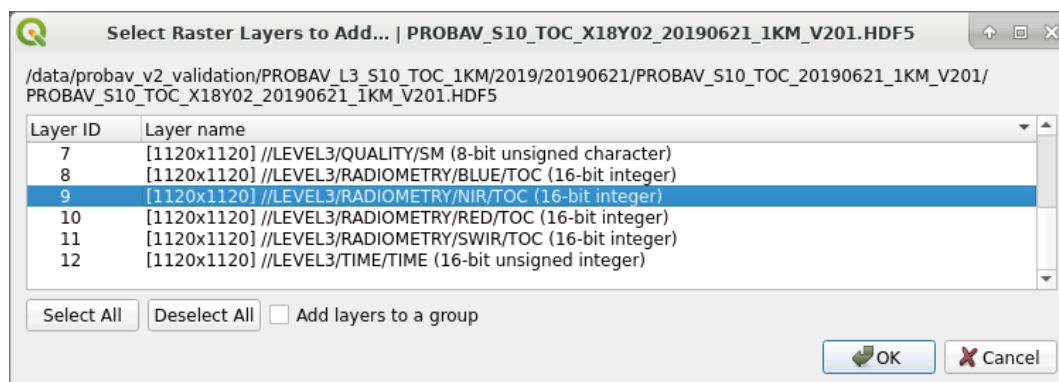 Select Raster Layers to Add... | PROBAV_S10_TOC_X18Y02_20190621_1KM_V201.HDF5
/data/probav_v2_validation/PROBAV_L3_S10_TOC_1KM/2019/20190621/PROBAV_S10_TOC_20190621_1KM_V201/
PROBAV_S10_TOC_X18Y02_20190621_1KM_V201.HDF5
Layer ID Layer name
7 [1120x1120] //LEVEL3/QUALITY/SM (8-bit unsigned character)
8 [1120x1120] //LEVEL3/RADIOMETRY/BLUE/TOC (16-bit integer)
9 [1120x1120] //LEVEL3/RADIOMETRY/NIR/TOC (16-bit integer)
10 [1120x1120] //LEVEL3/RADIOMETRY/RED/TOC (16-bit integer)
11 [1120x1120] //LEVEL3/RADIOMETRY/SWIR/TOC (16-bit integer)
12 [1120x1120] //LEVEL3/TIME/TIME (16-bit unsigned integer)
Select All Deselect All Add layers to a group
OK Cancel